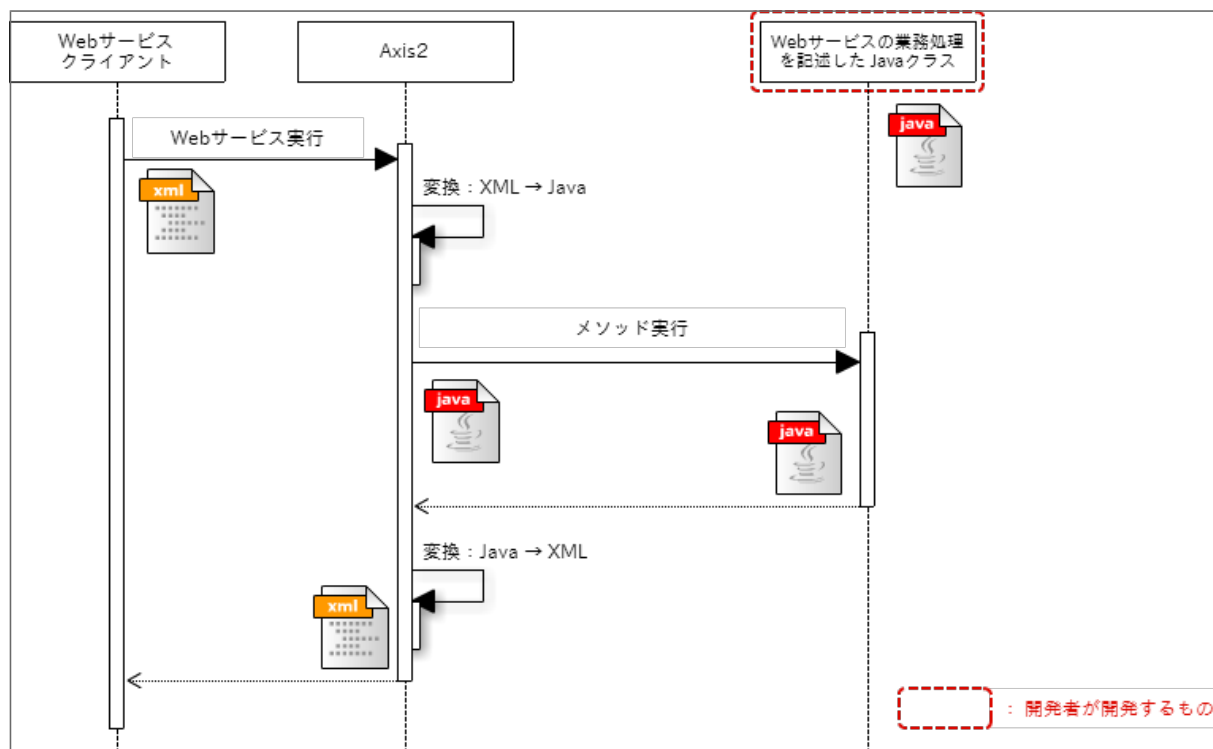 Webサービス
クライアント
Axis2
Webサービスの業務処理
を記述した Javaクラス
java
Webサービス実行
xml
変換：XML → Java
メソッド実行
java
java
変換：Java → XML
xml
： 開発者が開発するもの